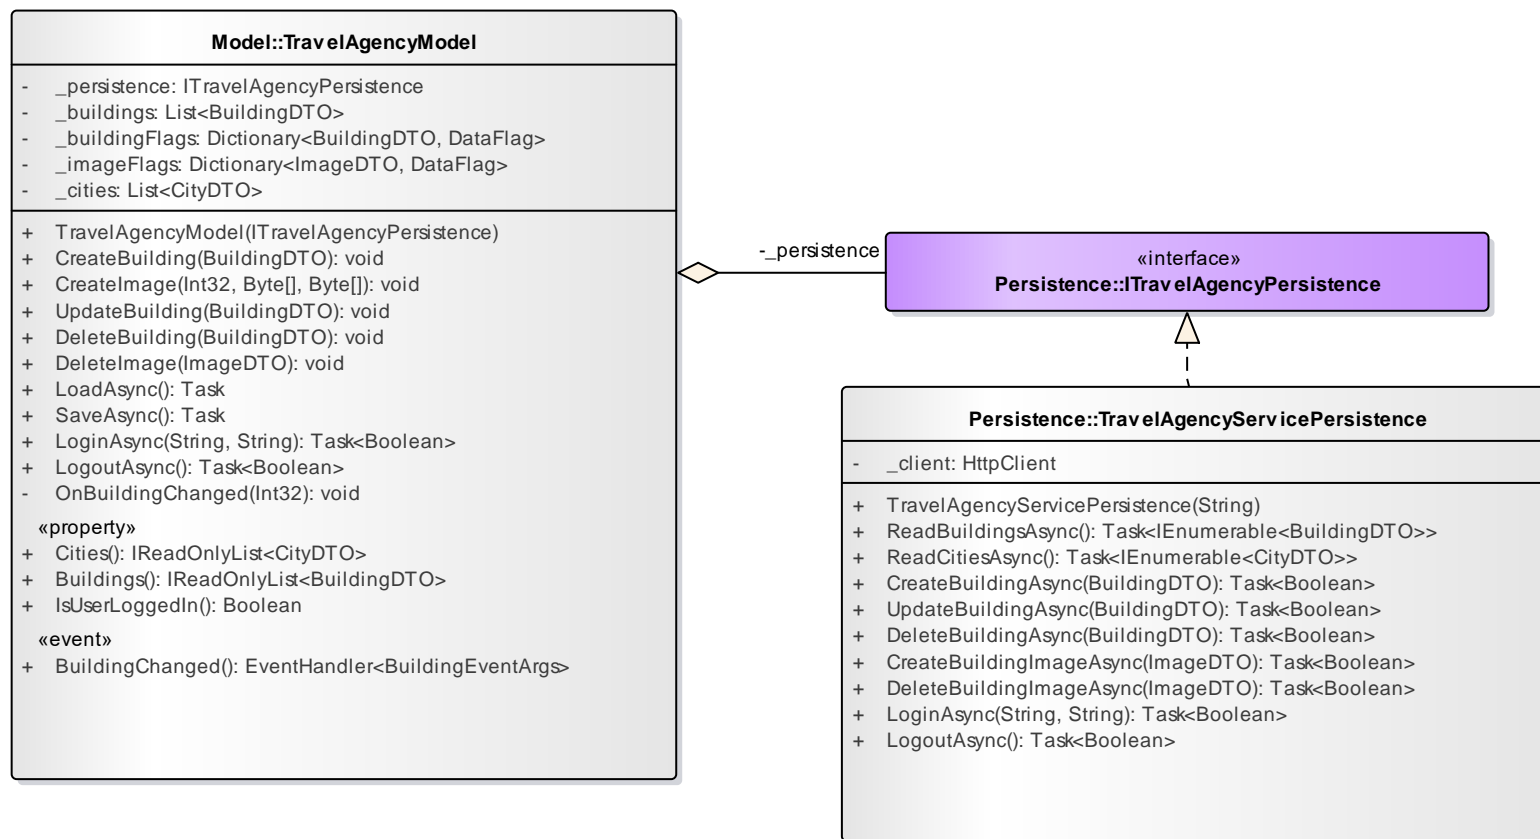 Model::TravelAgencyModel
- _persistence: ITravelAgencyPersistence
- _buildings: List<BuildingDTO>
- _buildingFlags: Dictionary<BuildingDTO, DataFlag>
- _imageFlags: Dictionary<ImageDTO, DataFlag>
- _cities: List<CityDTO>
+ TravelAgencyModel(ITravelAgencyPersistence)
+ CreateBuilding(BuildingDTO): void
+ CreateImage(Int32, Byte[], Byte[]): void
+ UpdateBuilding(BuildingDTO): void
+ DeleteBuilding(BuildingDTO): void
+ DeleteImage(ImageDTO): void
+ LoadAsync(): Task
+ SaveAsync(): Task
+ LoginAsync(String, String): Task<Boolean>
+ LogoutAsync(): Task<Boolean>
- OnBuildingChanged(Int32): void
«property»
+ Cities(): IReadOnlyList<CityDTO>
+ Buildings(): IReadOnlyList<BuildingDTO>
+ IsUserLoggedIn(): Boolean
«event»
+ BuildingChanged(): EventHandler<BuildingEventArgs>
-_persistence
«interface»
Persistence::ITravelAgencyPersistence
Persistence::TravelAgencyServicePersistence
- _client: HttpClient
+ TravelAgencyServicePersistence(String)
+ ReadBuildingsAsync(): Task<IEnumerable<BuildingDTO>>
+ ReadCitiesAsync(): Task<IEnumerable<CityDTO>>
+ CreateBuildingAsync(BuildingDTO): Task<Boolean>
+ UpdateBuildingAsync(BuildingDTO): Task<Boolean>
+ DeleteBuildingAsync(BuildingDTO): Task<Boolean>
+ CreateBuildingImageAsync(ImageDTO): Task<Boolean>
+ DeleteBuildingImageAsync(ImageDTO): Task<Boolean>
+ LoginAsync(String, String): Task<Boolean>
+ LogoutAsync(): Task<Boolean>